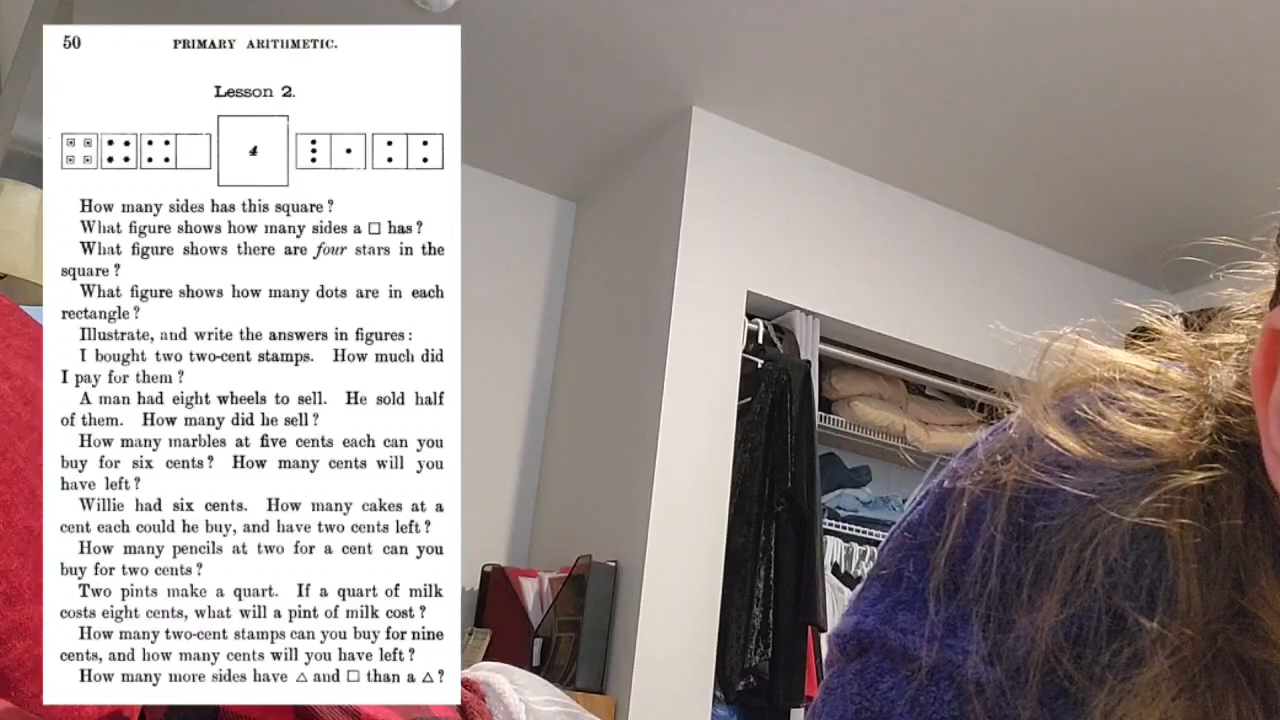 50 PRIMARY ARITHMETIC.
Lesson 2.
4
How many sides has this square?
What figure shows how many sides a □ has?
What figure shows there are four stars in the
square?
What figure shows how many dots are in each
rectangle?
Illustrate, and write the answers in figures:
I bought two two-cent stamps. How much did
I pay for them?
A man had eight wheels to sell. He sold half
of them. How many did he sell?
How many marbles at five cents each can you
buy for six cents? How many cents will you
have left?
Willie had six cents. How many cakes at a
cent each could he buy, and have two cents left?
How many pencils at two for a cent can you
buy for two cents?
Two pints make a quart. If a quart of milk
costs eight cents, what will a pint of milk cost?
How many two-cent stamps can you buy for nine
cents, and how many cents will you have left?
How many more sides have △ and □ than a △?